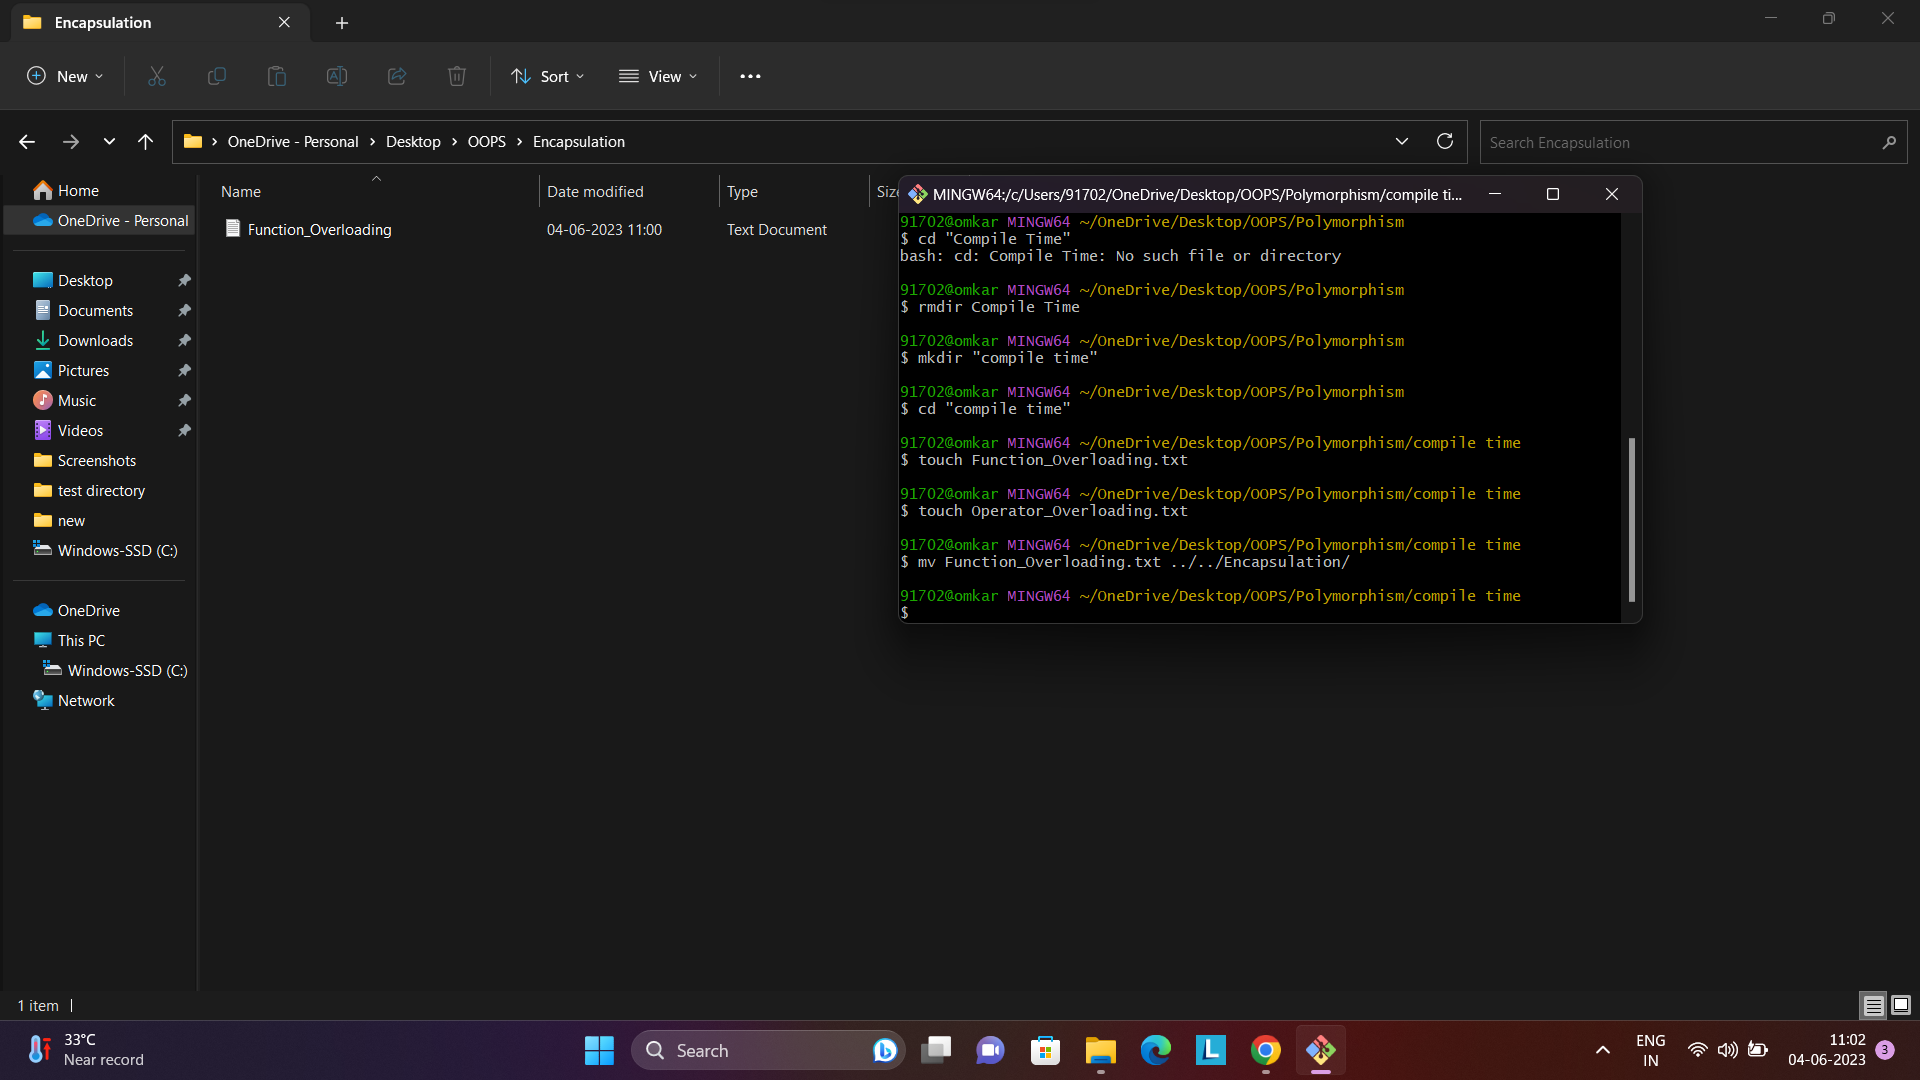 Encapsulation
New
Sort
View
OneDrive - Personal > Desktop > OOPS > Encapsulation
Search Encapsulation
Home
OneDrive - Personal
Desktop
Documents
Downloads
Pictures
Music
Videos
Screenshots
test directory
new
Windows-SSD (C:)
OneDrive
This PC
Windows-SSD (C:)
Network
Name Date modified Type
Function_Overloading 04-06-2023 11:00 Text Document
MINGW64:/c/Users/91702/OneDrive/Desktop/OOPS/Polymorphism/compile ti...
91702@omkar MINGW64 ~/OneDrive/Desktop/OOPS/Polymorphism
$ cd "Compile Time"
bash: cd: Compile Time: No such file or directory
91702@omkar MINGW64 ~/OneDrive/Desktop/OOPS/Polymorphism
$ rmdir Compile Time
91702@omkar MINGW64 ~/OneDrive/Desktop/OOPS/Polymorphism
$ mkdir "compile time"
91702@omkar MINGW64 ~/OneDrive/Desktop/OOPS/Polymorphism
$ cd "compile time"
91702@omkar MINGW64 ~/OneDrive/Desktop/OOPS/Polymorphism/compile time
$ touch Function_Overloading.txt
91702@omkar MINGW64 ~/OneDrive/Desktop/OOPS/Polymorphism/compile time
$ touch Operator_Overloading.txt
91702@omkar MINGW64 ~/OneDrive/Desktop/OOPS/Polymorphism/compile time
$ mv Function_Overloading.txt ../../Encapsulation/
91702@omkar MINGW64 ~/OneDrive/Desktop/OOPS/Polymorphism/compile time
$
1 item
33°C
Near record
Search
ENG
IN
11:02
04-06-2023
3